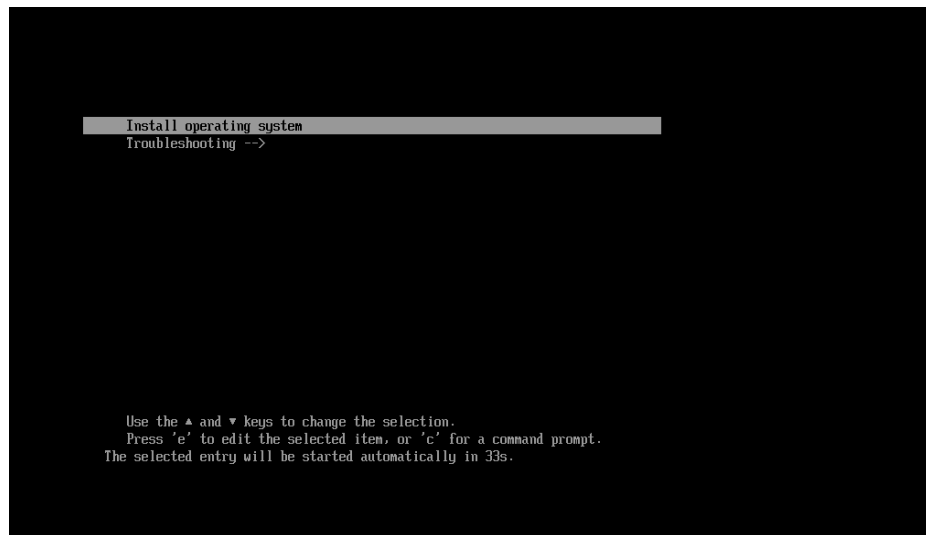 Install operating system
Troubleshooting -->
Use the ▲ and ▼ keys to change the selection.
Press 'e' to edit the selected item, or 'c' for a command prompt.
The selected entry will be started automatically in 33s.